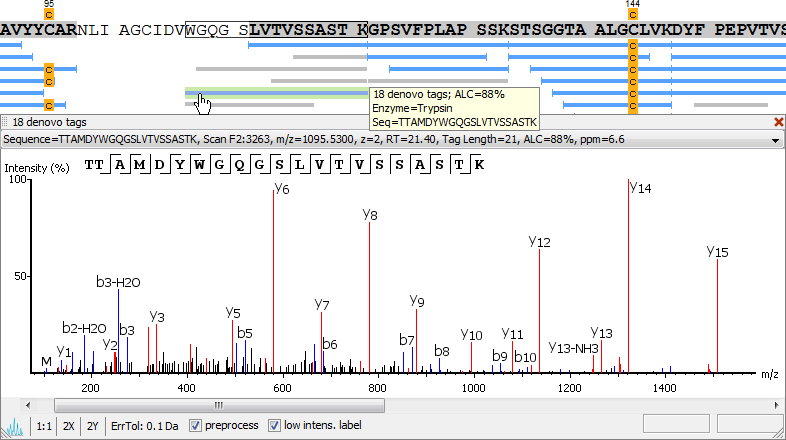 95 144
AVYYCARNLI AGCIDVWGQG SLVTVSSAST KGPSVFPLAP SSKSTSGGTA ALGCLVKDYF PEPVTVS
C
C
C
C
C
C
18 denovo tags; ALC=88%
Enzyme=Trypsin
Seq=TTAMDYWGQGSLVTVSSASTK
18 denovo tags
Sequence=TTAMDYWGQGSLVTVSSASTK, Scan F2:3263, m/z=1095.5300, z=2, RT=21.40, Tag Length=21, ALC=88%, ppm=6.6
Intensity (%) TT A M D Y W G Q G S L V T V S S A S T K
100
y6 y14
y8
y12
y15
50
b3-H2O
y9
b2-H2O y3 y5 y7
b3 b5 y10 y11 y13
M y1 y2 b6 b7 b8 b9 b10 y13-NH3
200 400 600 800 1000 1200 1400 m/z
1:1 2X 2Y ErrTol: 0.1 Da preprocess low intens. label